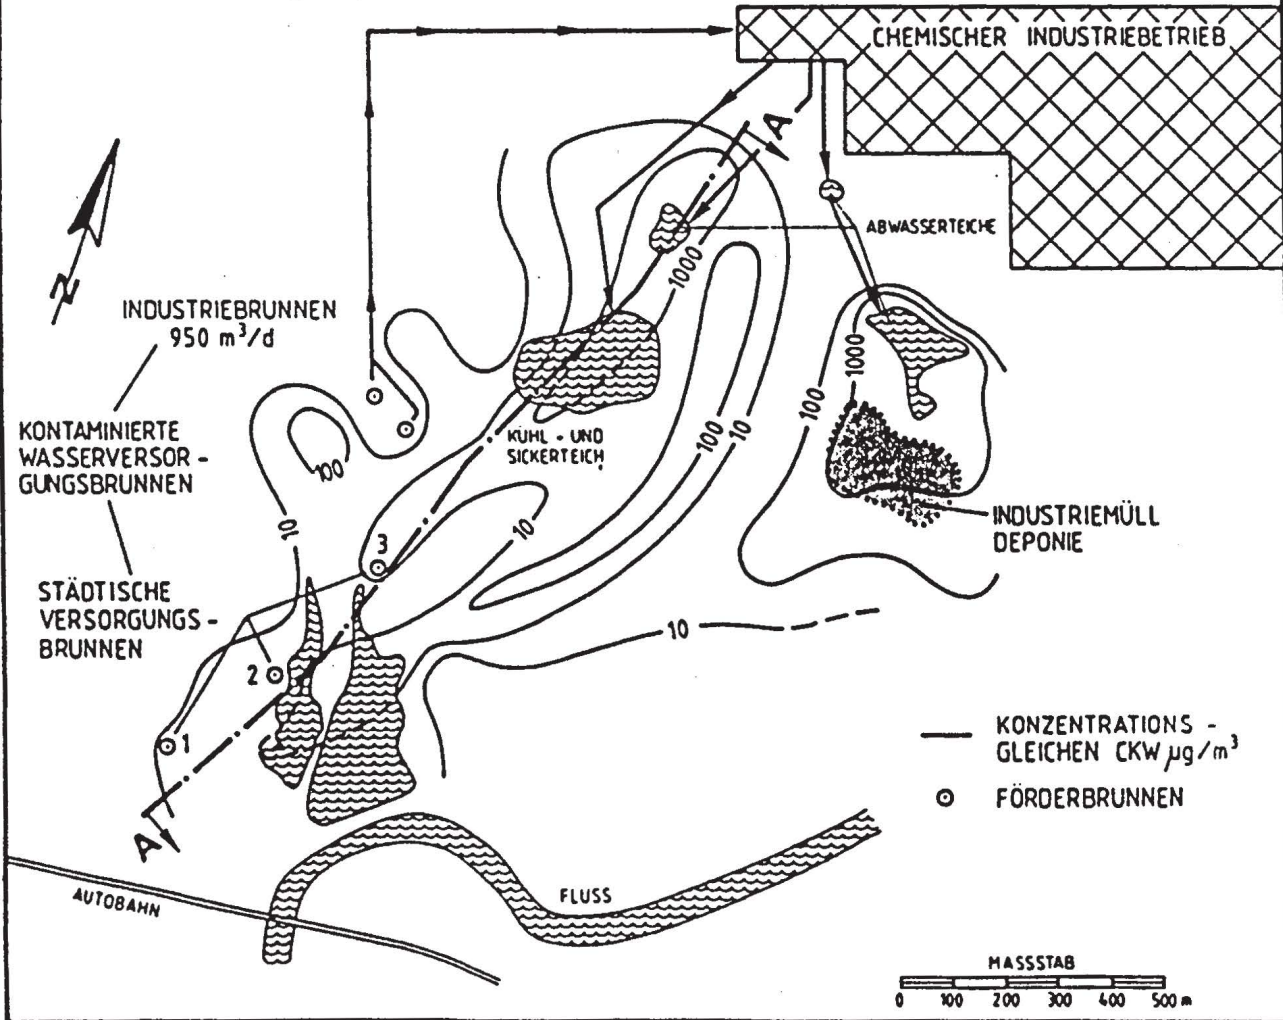 CHEMISCHER INDUSTRIEBETRIEB
A
ABWASSERTEICHE
1000
N
INDUSTRIEBRUNNEN
950 m³/d
1000
100
100
10
KONTAMINIERTE
WASSERVERSOR-
GUNGSBRUNNEN
100
KÜHL - UND
SICKERTEICH
10
10
3
INDUSTRIEMÜLL
DEPONIE
STÄDTISCHE
VERSORGUNGS-
BRUNNEN
10
2
1
KONZENTRATIONS-
GLEICHEN CKW µg/m³
FÖRDERBRUNNEN
A
AUTOBAHN
FLUSS
MASSSTAB
0 100 200 300 400 500 m